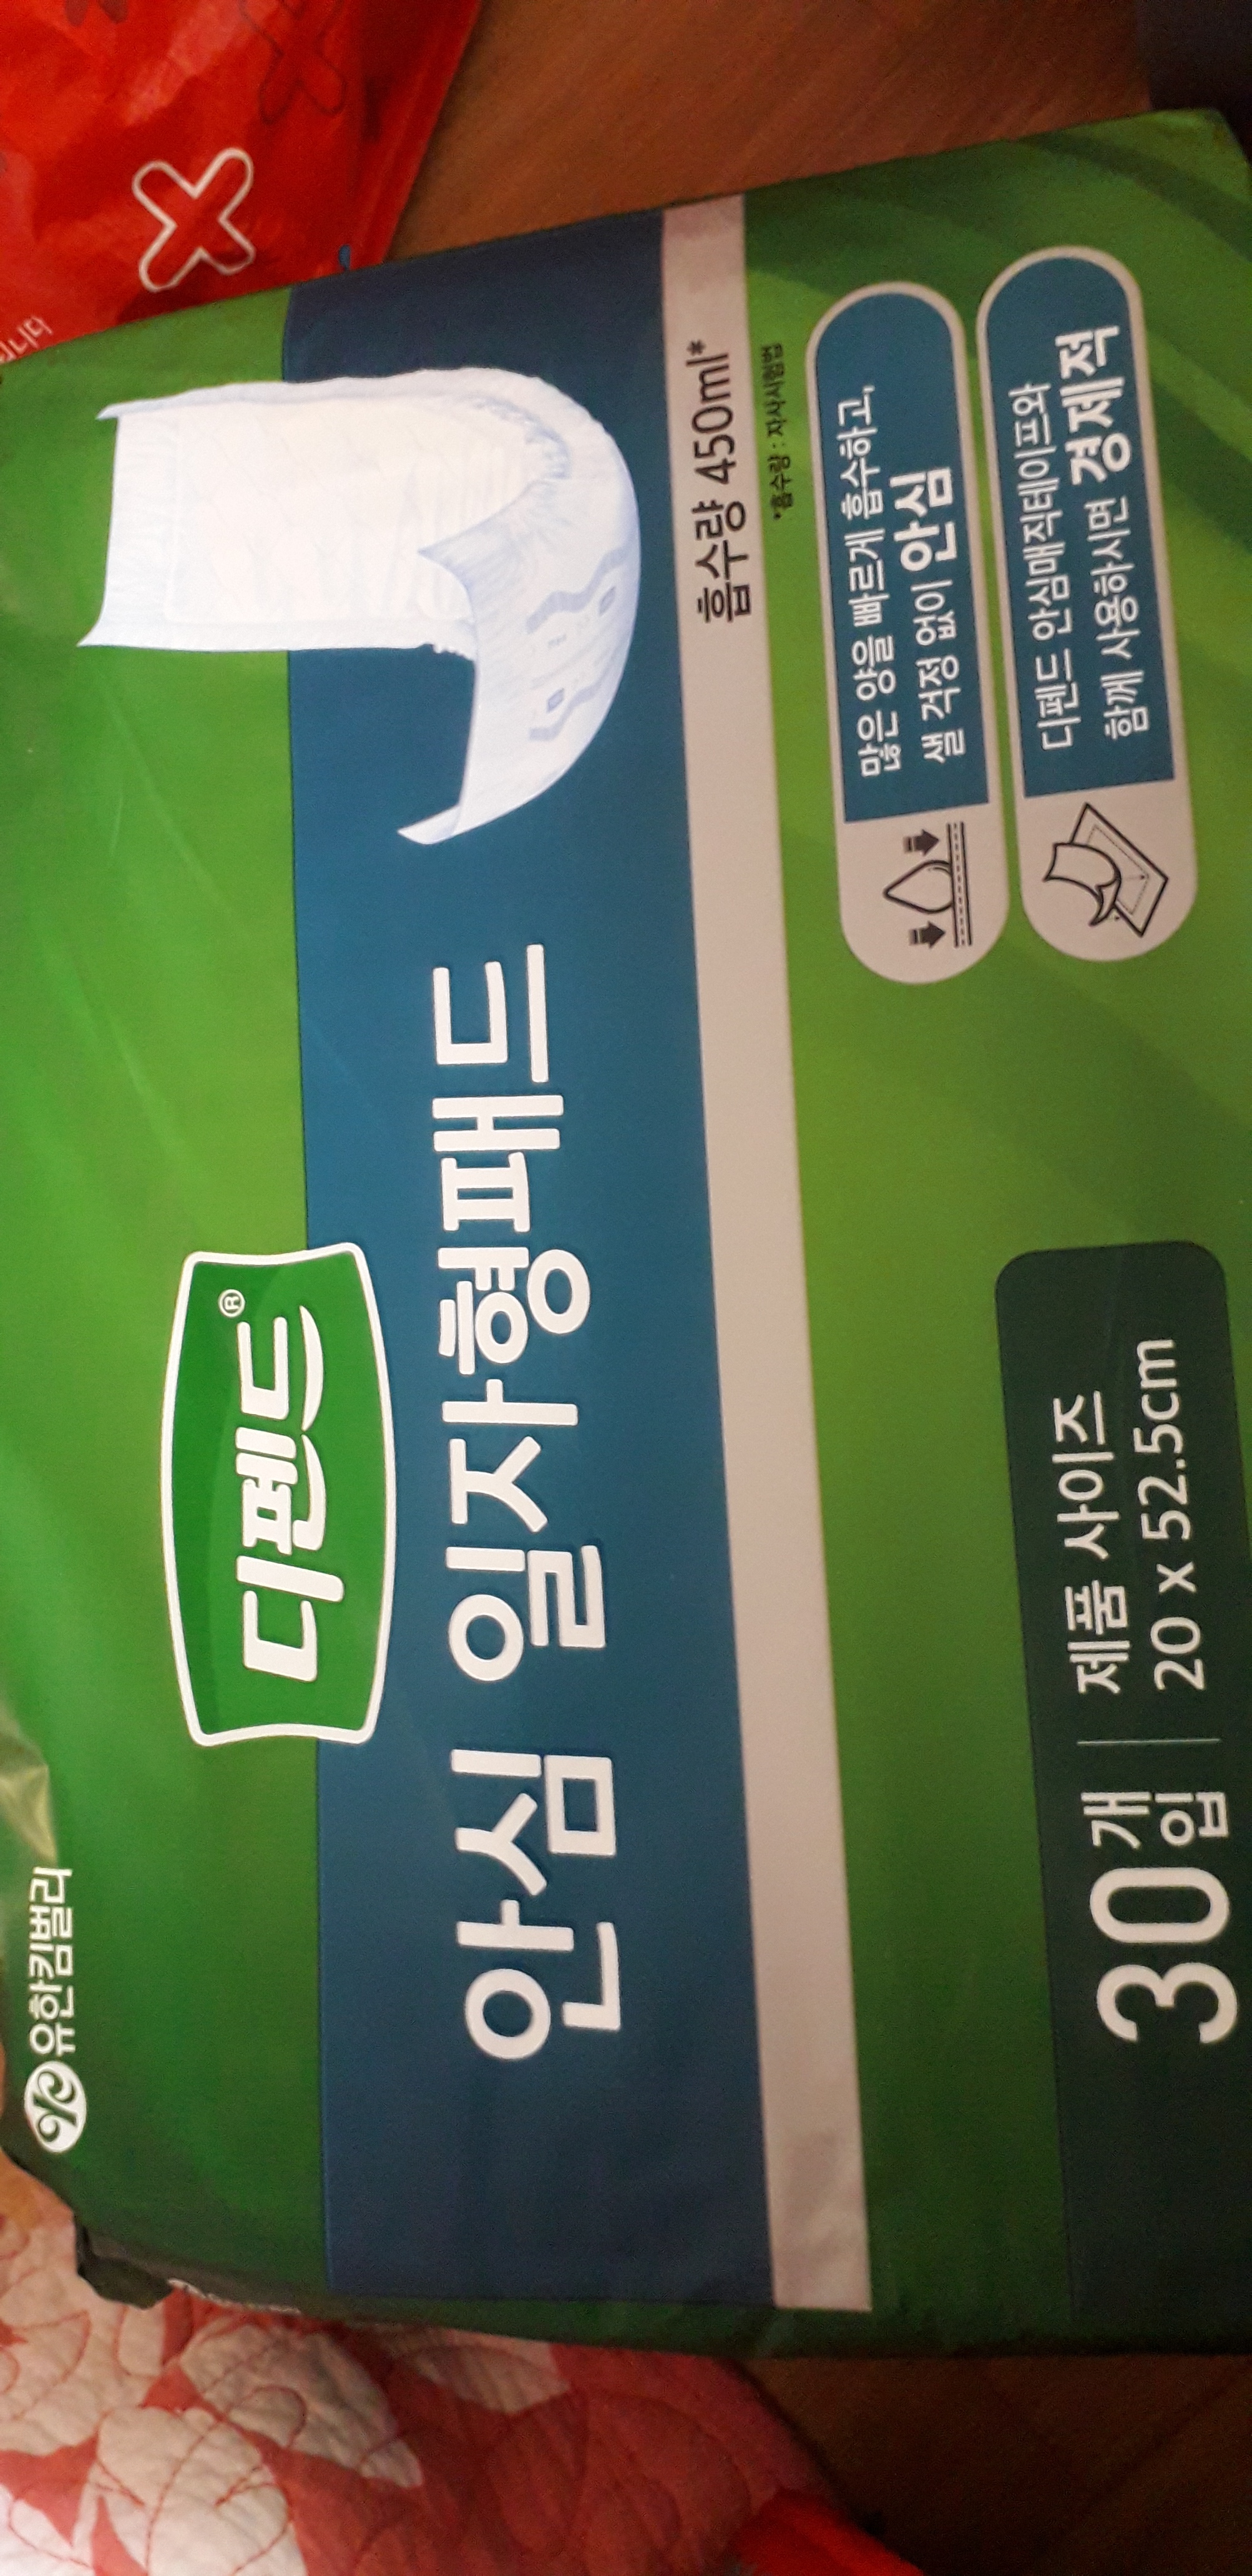 유한킴벌리
디펜드®
안심 일자형패드
흡수량 450ml*
*흡수량 : 자사시험법
많은 양을 빠르게 흡수하고,
샐 걱정 없이 안심
디펜드 안심매직테이프와
함께 사용하시면 경제적
30개입
제품 사이즈
20 x 52.5cm
입니다